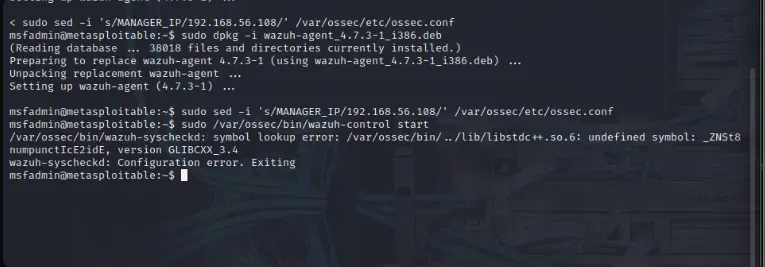 < sudo sed -i 's/MANAGER_IP/192.168.56.108/' /var/ossec/etc/ossec.conf
msfadmin@metasploitable:~$ sudo dpkg -i wazuh-agent_4.7.3-1_i386.deb
(Reading database ... 38018 files and directories currently installed.)
Preparing to replace wazuh-agent 4.7.3-1 (using wazuh-agent_4.7.3-1_i386.deb) ...
Unpacking replacement wazuh-agent ...
Setting up wazuh-agent (4.7.3-1) ...
msfadmin@metasploitable:~$ sudo sed -i 's/MANAGER_IP/192.168.56.108/' /var/ossec/etc/ossec.conf
msfadmin@metasploitable:~$ sudo /var/ossec/bin/wazuh-control start
/var/ossec/bin/wazuh-syscheckd: symbol lookup error: /var/ossec/bin/../lib/libstdc++.so.6: undefined symbol: _ZNSt8
numpunctIcE2idE, version GLIBCXX_3.4
wazuh-syscheckd: Configuration error. Exiting
msfadmin@metasploitable:~$